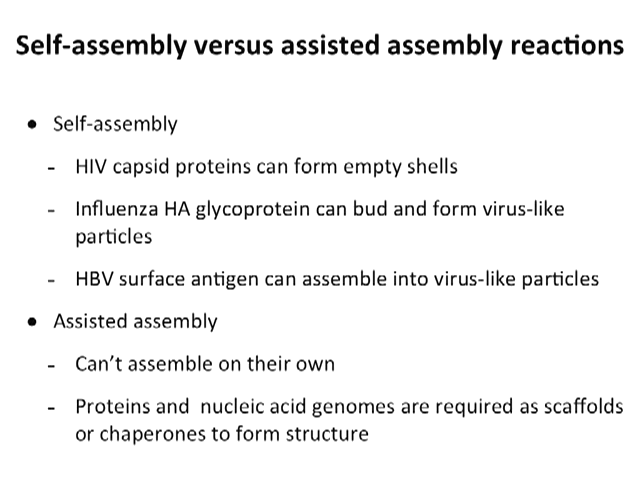 Self-assembly versus assisted assembly reactions
• Self-assembly
- HIV capsid proteins can form empty shells
- Influenza HA glycoprotein can bud and form virus-like
particles
- HBV surface antigen can assemble into virus-like particles
• Assisted assembly
- Can't assemble on their own
- Proteins and nucleic acid genomes are required as scaffolds
or chaperones to form structure